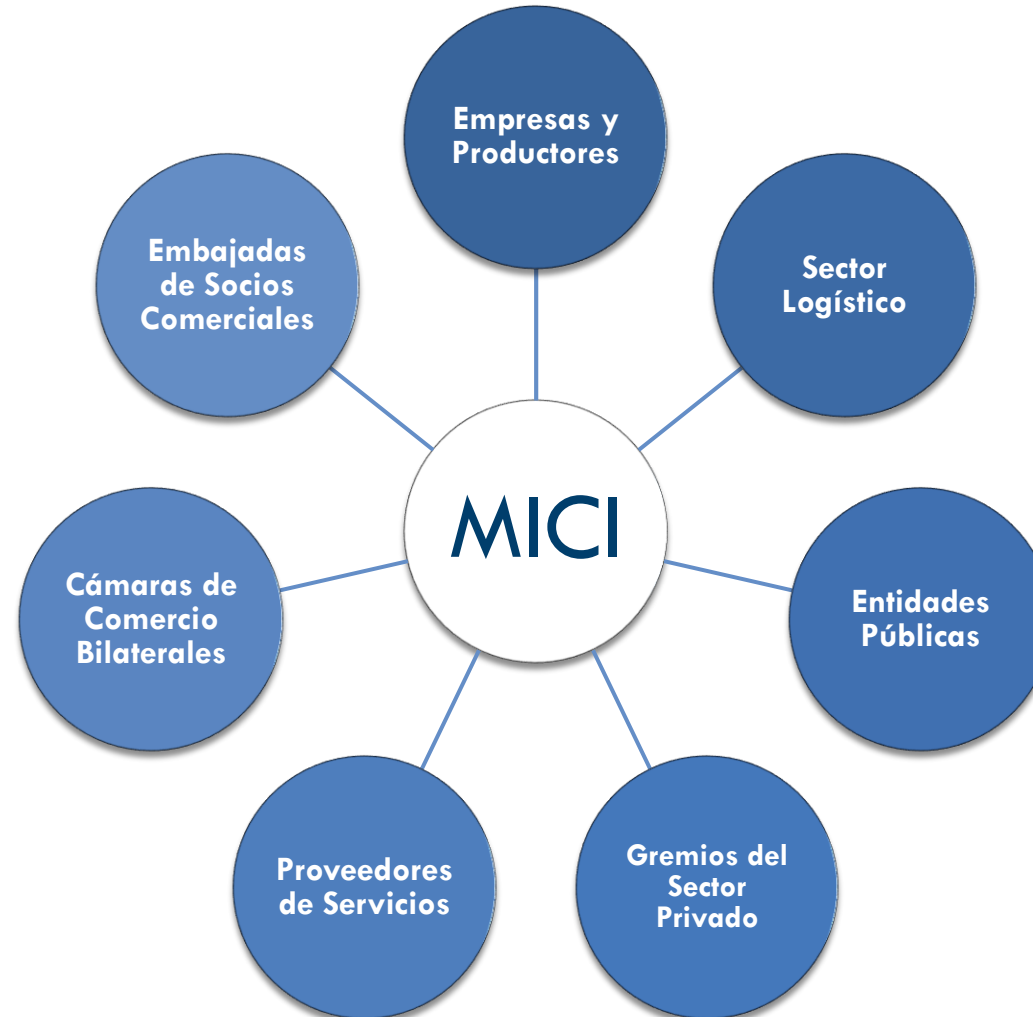 Empresas y
Productores
Sector
Logístico
Entidades
Públicas
Gremios del
Sector
Privado
Proveedores
de Servicios
Cámaras de
Comercio
Bilaterales
Embajadas
de Socios
Comerciales
MICI